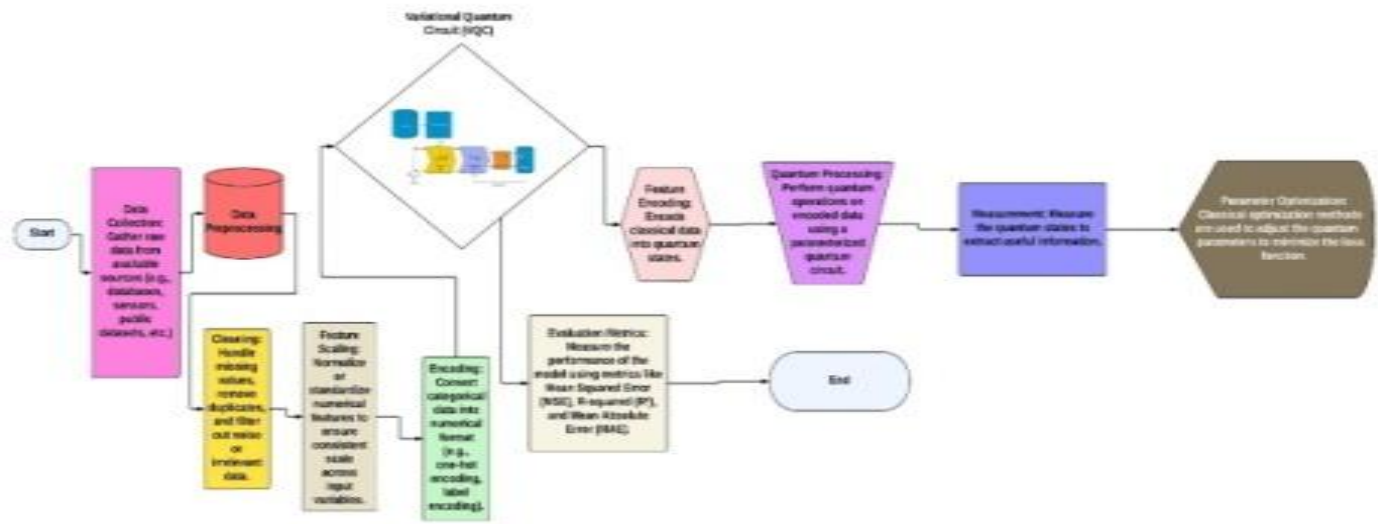 Variational Quantum
Circuit (VQC)
Start
Data
Collection:
Gather raw
data from
available
sources (e.g.,
databases,
sensors,
public
datasets, etc.)
Data
Preprocessing
Cleaning:
Handle
missing
values,
remove
duplicates,
and filter
out noise
or
irrelevant
data.
Feature
Scaling:
Normalize
or
standardize
numerical
features to
ensure
consistent
scale
across
input
variables.
Encoding:
Convert
categorical
data into
numerical
format
(e.g.,
one-hot
encoding,
label
encoding).
Feature
Encoding:
Encode
classical data
into quantum
states.
Quantum Processing:
Perform quantum
operations on
encoded data
using a
parameterized
quantum
circuit.
Measurement: Measure
the quantum states to
extract useful information.
Parameter Optimization:
Classical optimization methods
are used to adjust the quantum
parameters to minimize the loss
function.
Evaluation Metrics:
Measure the
performance of the
model using metrics like
Mean Squared Error
(MSE), R-squared (R²),
and Mean Absolute
Error (MAE).
End